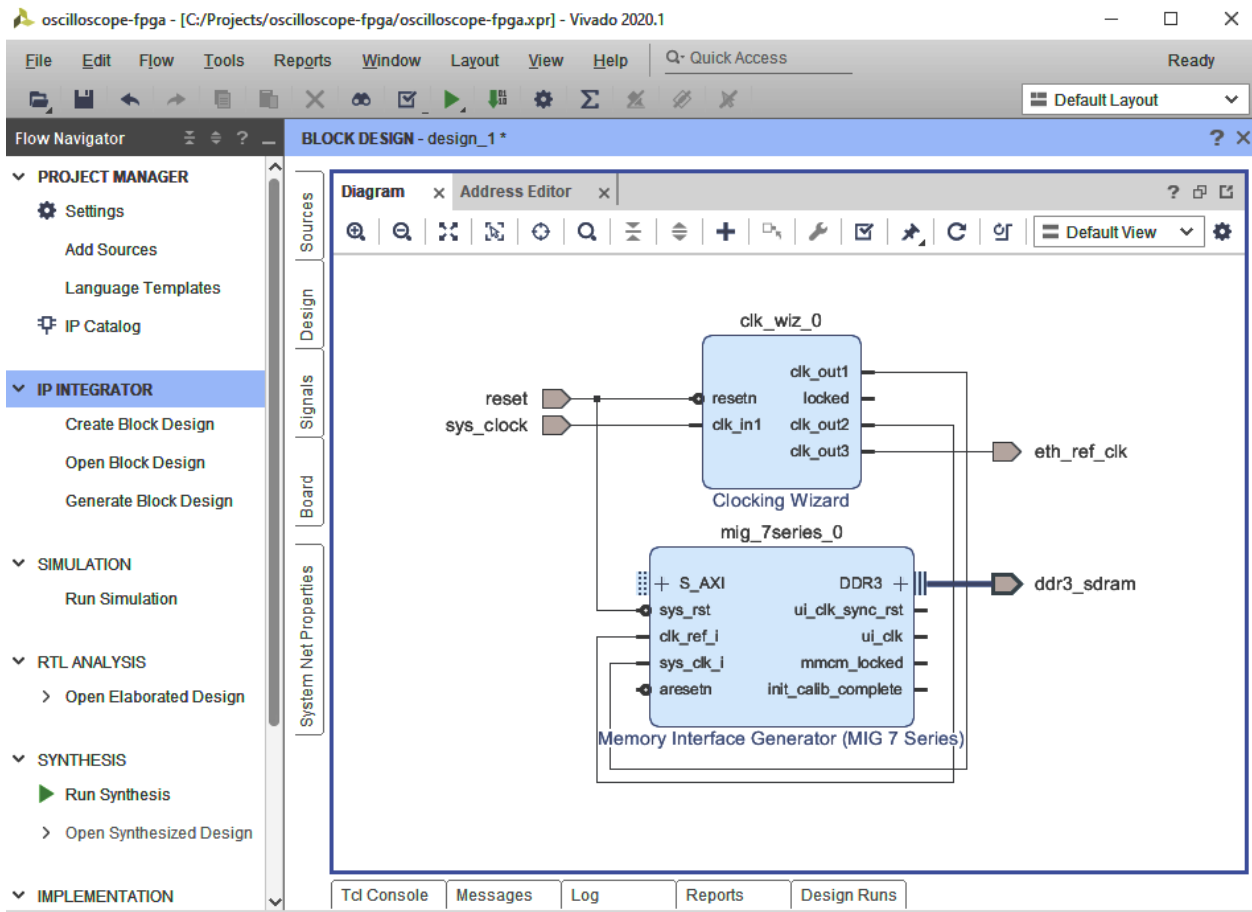 oscilloscope-fpga - [C:/Projects/oscilloscope-fpga/oscilloscope-fpga.xpr] - Vivado 2020.1
File Edit Flow Tools Reports Window Layout View Help Quick Access Ready
Default Layout
Flow Navigator
BLOCK DESIGN - design_1 *
PROJECT MANAGER
Settings
Add Sources
Language Templates
IP Catalog
IP INTEGRATOR
Create Block Design
Open Block Design
Generate Block Design
SIMULATION
Run Simulation
RTL ANALYSIS
Open Elaborated Design
SYNTHESIS
Run Synthesis
Open Synthesized Design
IMPLEMENTATION
Sources
Design
Signals
Board
System Net Properties
Diagram Address Editor
Default View
clk_wiz_0
clk_out1
reset resetn locked
sys_clock clk_in1 clk_out2
clk_out3 eth_ref_clk
Clocking Wizard
mig_7series_0
S_AXI DDR3 ddr3_sdram
sys_rst ui_clk_sync_rst
clk_ref_i ui_clk
sys_clk_i mmcm_locked
aresetn init_calib_complete
Memory Interface Generator (MIG 7 Series)
Tcl Console Messages Log Reports Design Runs